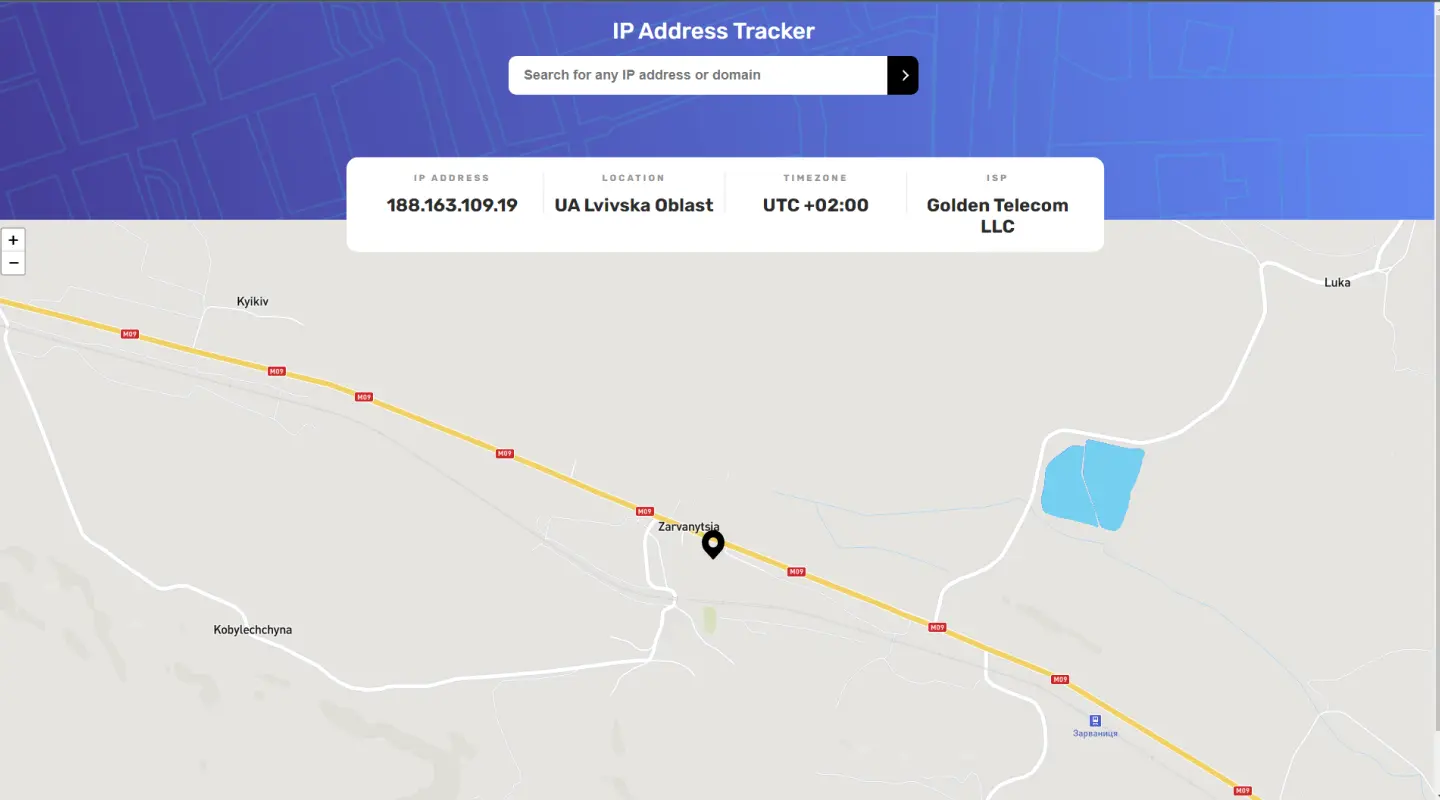 IP Address Tracker
Search for any IP address or domain
IP ADDRESS
188.163.109.19
LOCATION
UA Lvivska Oblast
TIMEZONE
UTC +02:00
ISP
Golden Telecom
LLC
+
−
Luka
Kyikiv
M09
M09
M09
M09
M09
Zarvanytsia
M09
M09
Kobylechchyna
M09
Зарваниця
M09